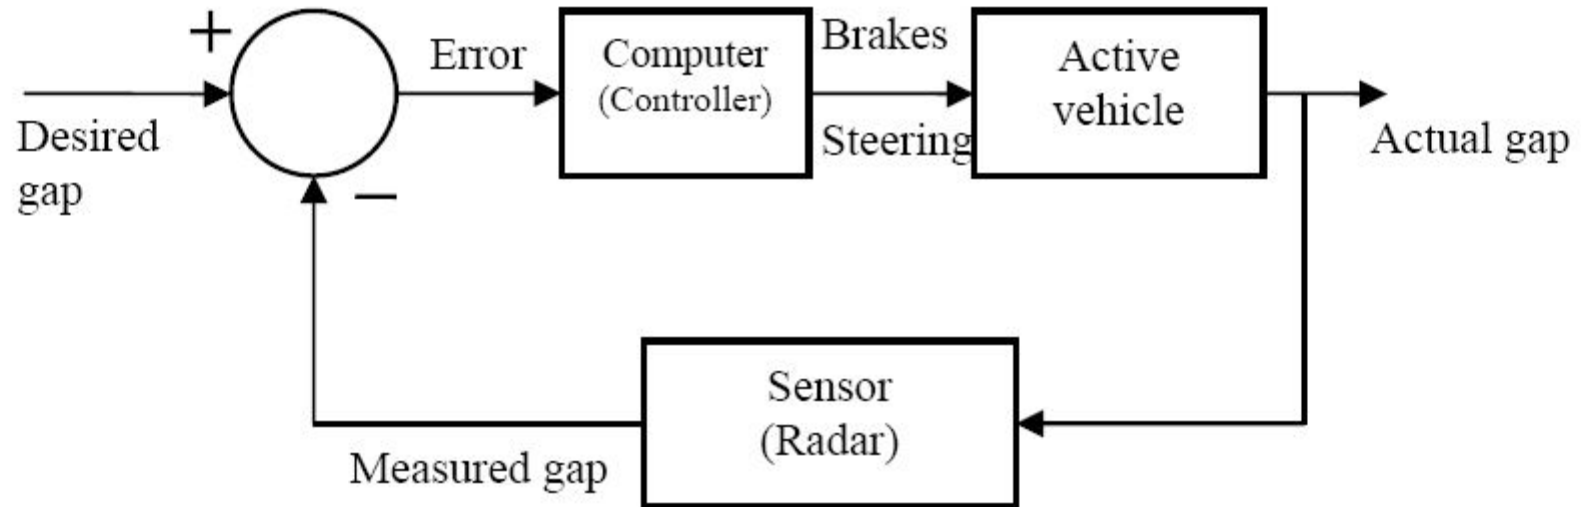 +
Error
Computer
(Controller)
Brakes
Steering
Active
vehicle
Desired
gap
Actual gap
−
Sensor
(Radar)
Measured gap